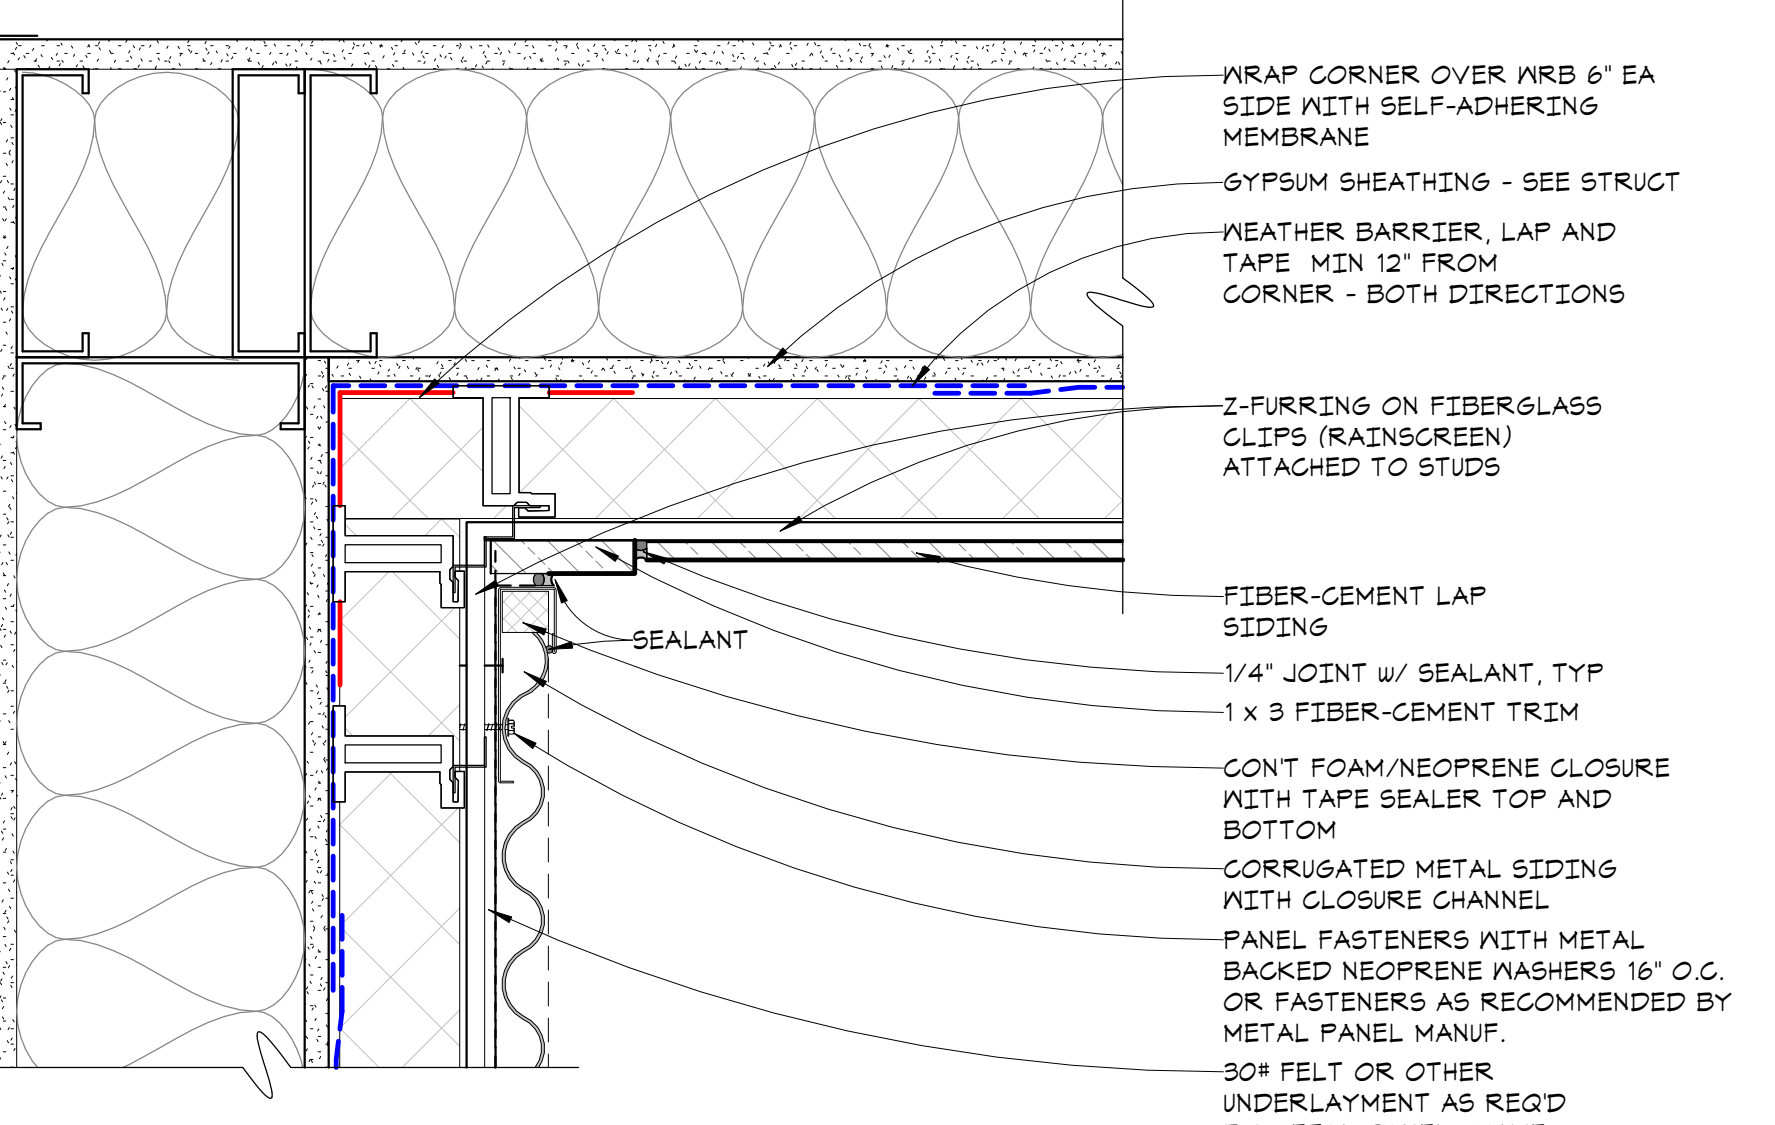 WRAP CORNER OVER WRB 6" EA
SIDE WITH SELF-ADHERING
MEMBRANE
GYPSUM SHEATHING - SEE STRUCT
WEATHER BARRIER, LAP AND
TAPE MIN 12" FROM
CORNER - BOTH DIRECTIONS
Z-FURRING ON FIBERGLASS
CLIPS (RAINSCREEN)
ATTACHED TO STUDS
FIBER-CEMENT LAP
SIDING
SEALANT
1/4" JOINT w/ SEALANT, TYP
1 x 3 FIBER-CEMENT TRIM
CON'T FOAM/NEOPRENE CLOSURE
WITH TAPE SEALER TOP AND
BOTTOM
CORRUGATED METAL SIDING
WITH CLOSURE CHANNEL
PANEL FASTENERS WITH METAL
BACKED NEOPRENE WASHERS 16" O.C.
OR FASTENERS AS RECOMMENDED BY
METAL PANEL MANUF.
30# FELT OR OTHER
UNDERLAYMENT AS REQ'D